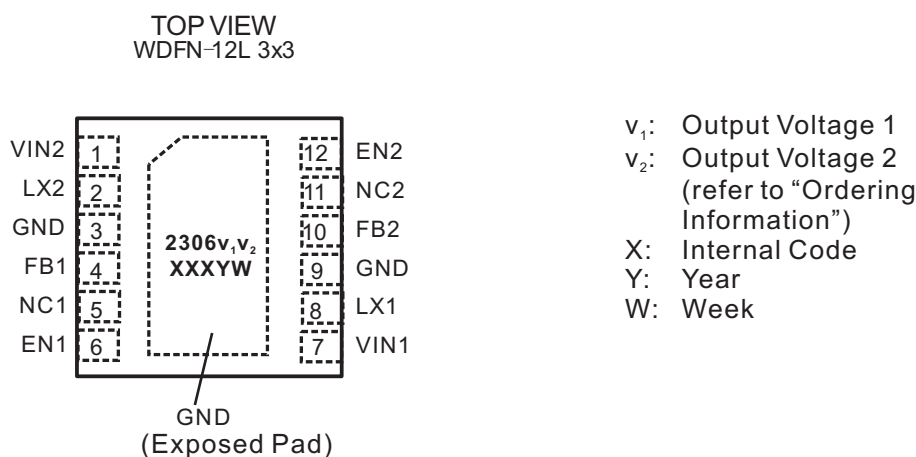 TOP VIEW
WDFN-12L 3x3
VIN2 1
LX2 2
GND 3
FB1 4
NC1 5
EN1 6
12 EN2
11 NC2
10 FB2
9 GND
8 LX1
7 VIN1
2306v₁v₂
XXXYW
GND
(Exposed Pad)
v₁: Output Voltage 1
v₂: Output Voltage 2
(refer to “Ordering
Information”)
X: Internal Code
Y: Year
W: Week